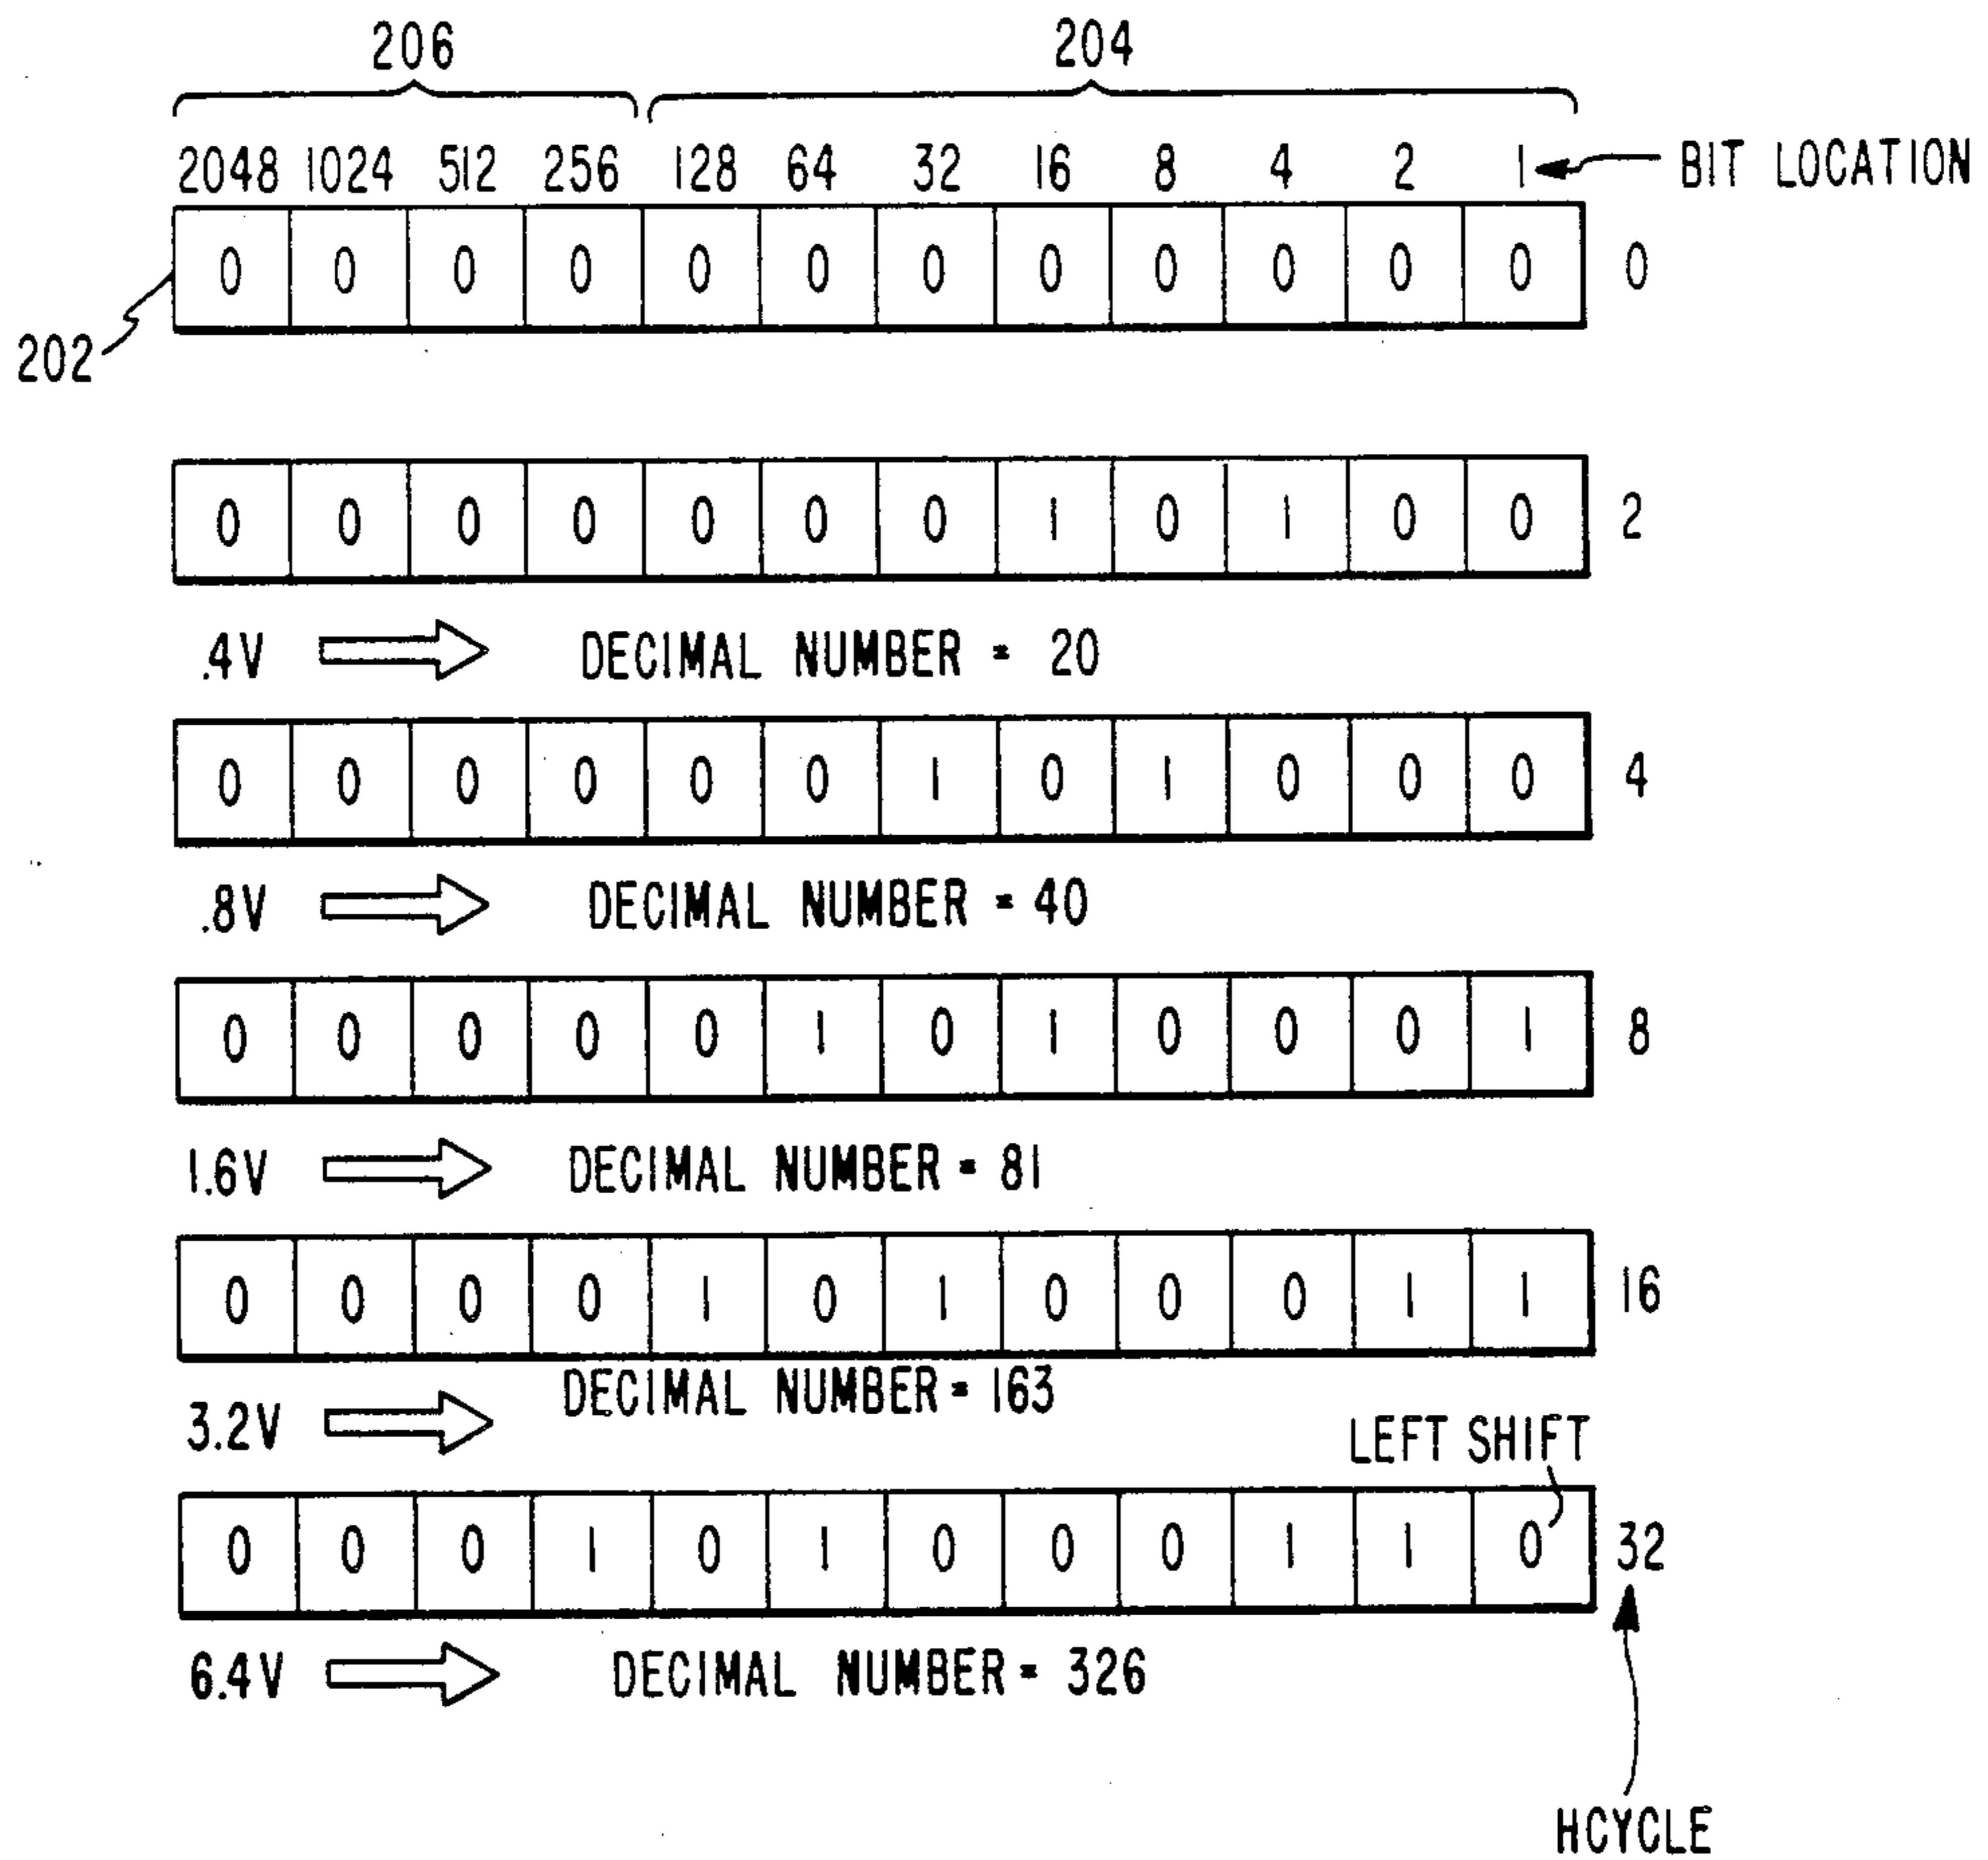 206 204
2048 1024 512 256 128 64 32 16 8 4 2 1 BIT LOCATION
0 0 0 0 0 0 0 0 0 0 0 0 0
202
0 0 0 0 0 0 0 1 0 1 0 0 2
.4V DECIMAL NUMBER = 20
0 0 0 0 0 0 1 0 1 0 0 0 4
.8V DECIMAL NUMBER = 40
0 0 0 0 0 1 0 1 0 0 0 1 8
1.6V DECIMAL NUMBER = 81
0 0 0 0 1 0 1 0 0 0 1 1 16
3.2V DECIMAL NUMBER = 163
LEFT SHIFT
0 0 0 1 0 1 0 0 0 1 1 0 32
6.4V DECIMAL NUMBER = 326
HCYCLE